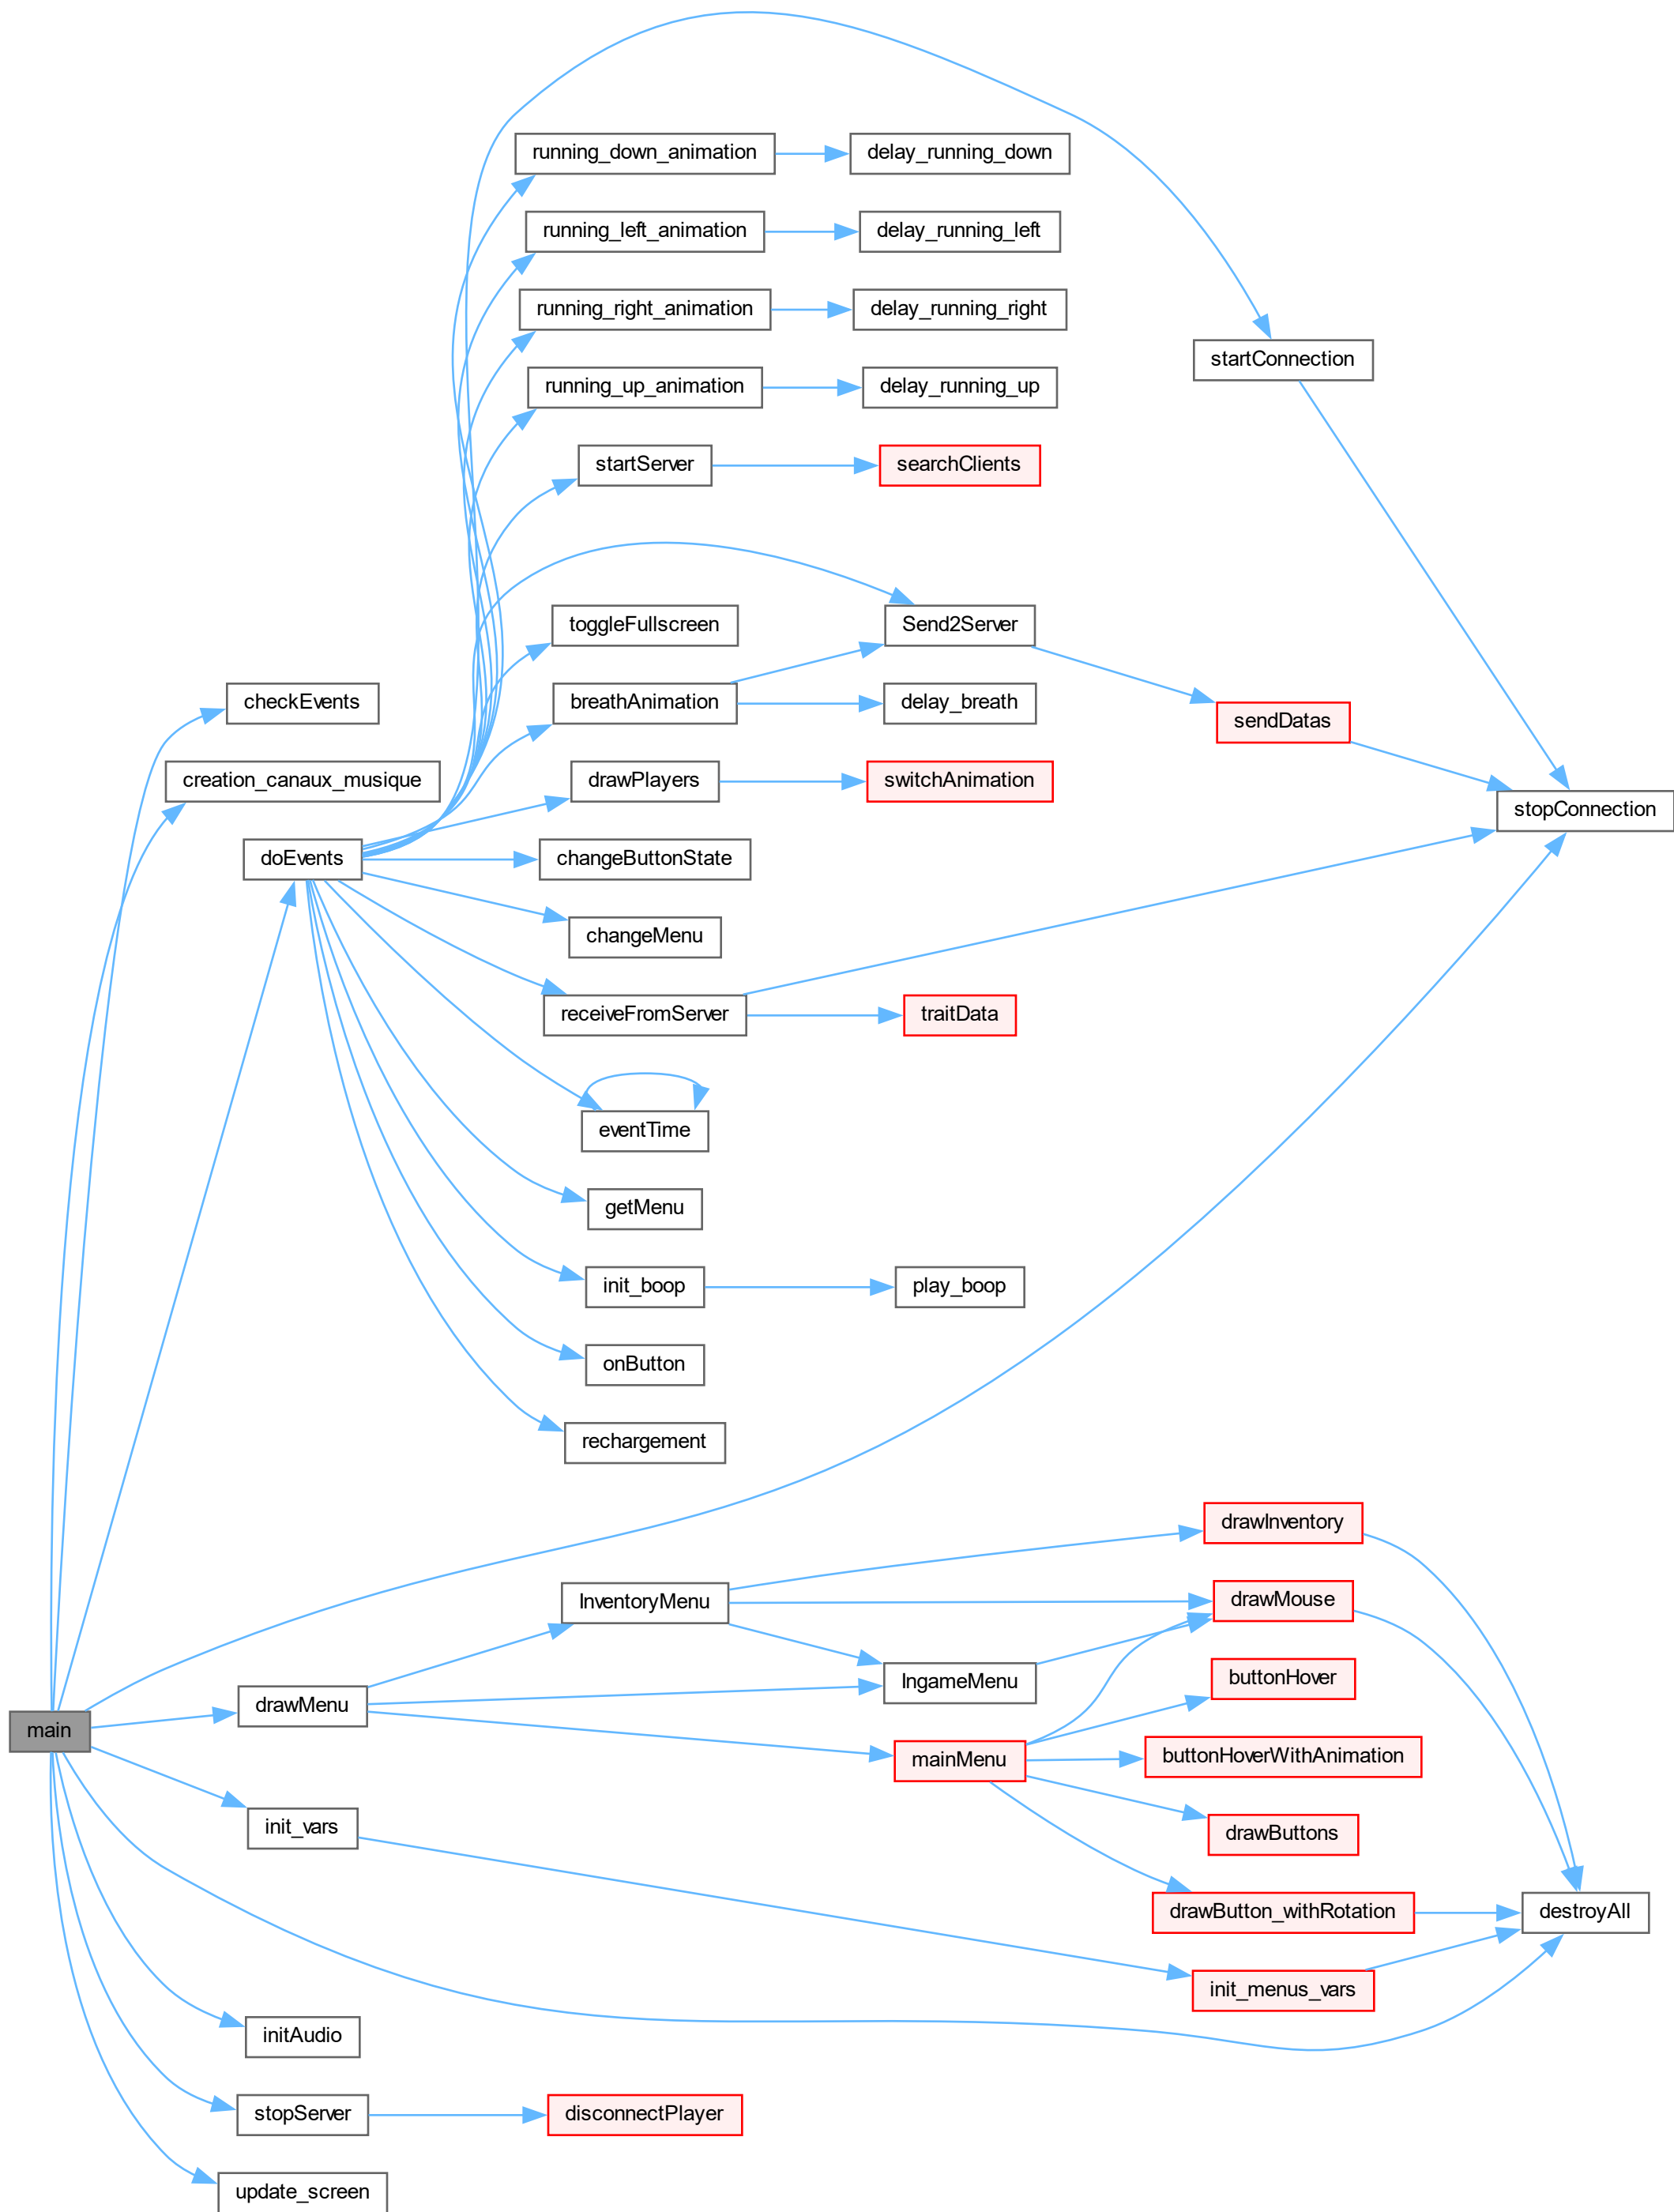 running_down_animation
delay_running_down
running_left_animation
delay_running_left
running_right_animation
delay_running_right
startConnection
running_up_animation
delay_running_up
startServer
searchClients
toggleFullscreen
Send2Server
checkEvents
breathAnimation
delay_breath
sendDatas
creation_canaux_musique
drawPlayers
switchAnimation
stopConnection
doEvents
changeButtonState
changeMenu
receiveFromServer
traitData
eventTime
getMenu
init_boop
play_boop
onButton
rechargement
drawInventory
InventoryMenu
drawMouse
IngameMenu
buttonHover
drawMenu
main
mainMenu
buttonHoverWithAnimation
init_vars
drawButtons
drawButton_withRotation
destroyAll
init_menus_vars
initAudio
stopServer
disconnectPlayer
update_screen